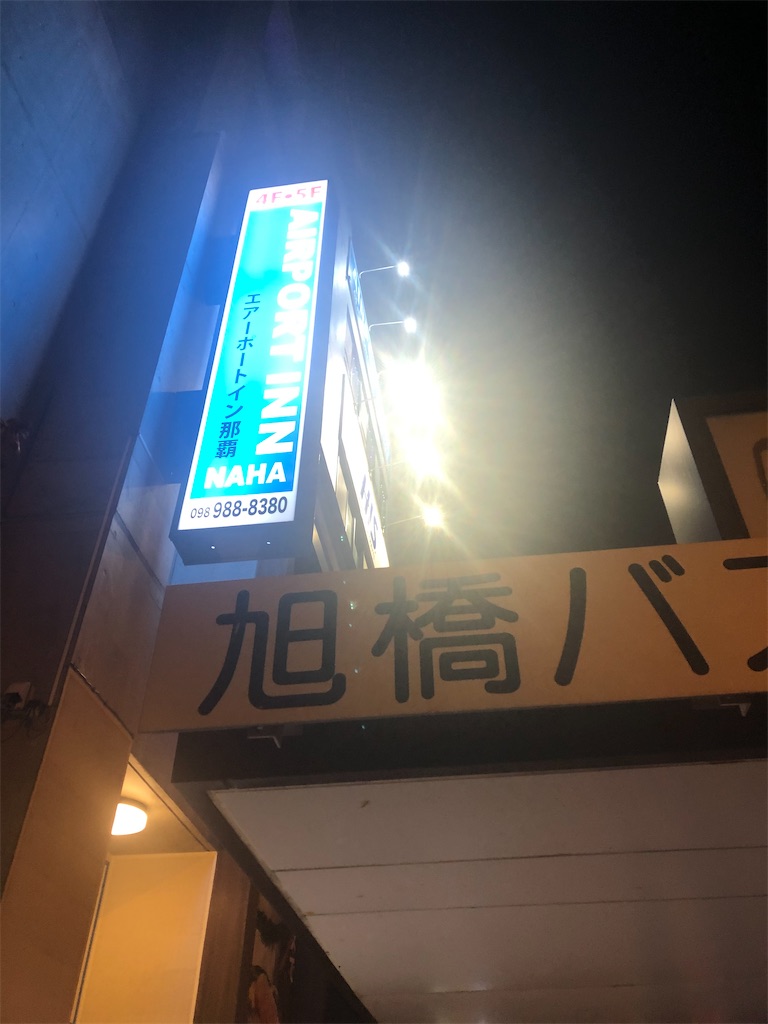 4F・5F
AIRPORT INN
エアーポートイン那覇
NAHA
098 988-8380
旭橋バ